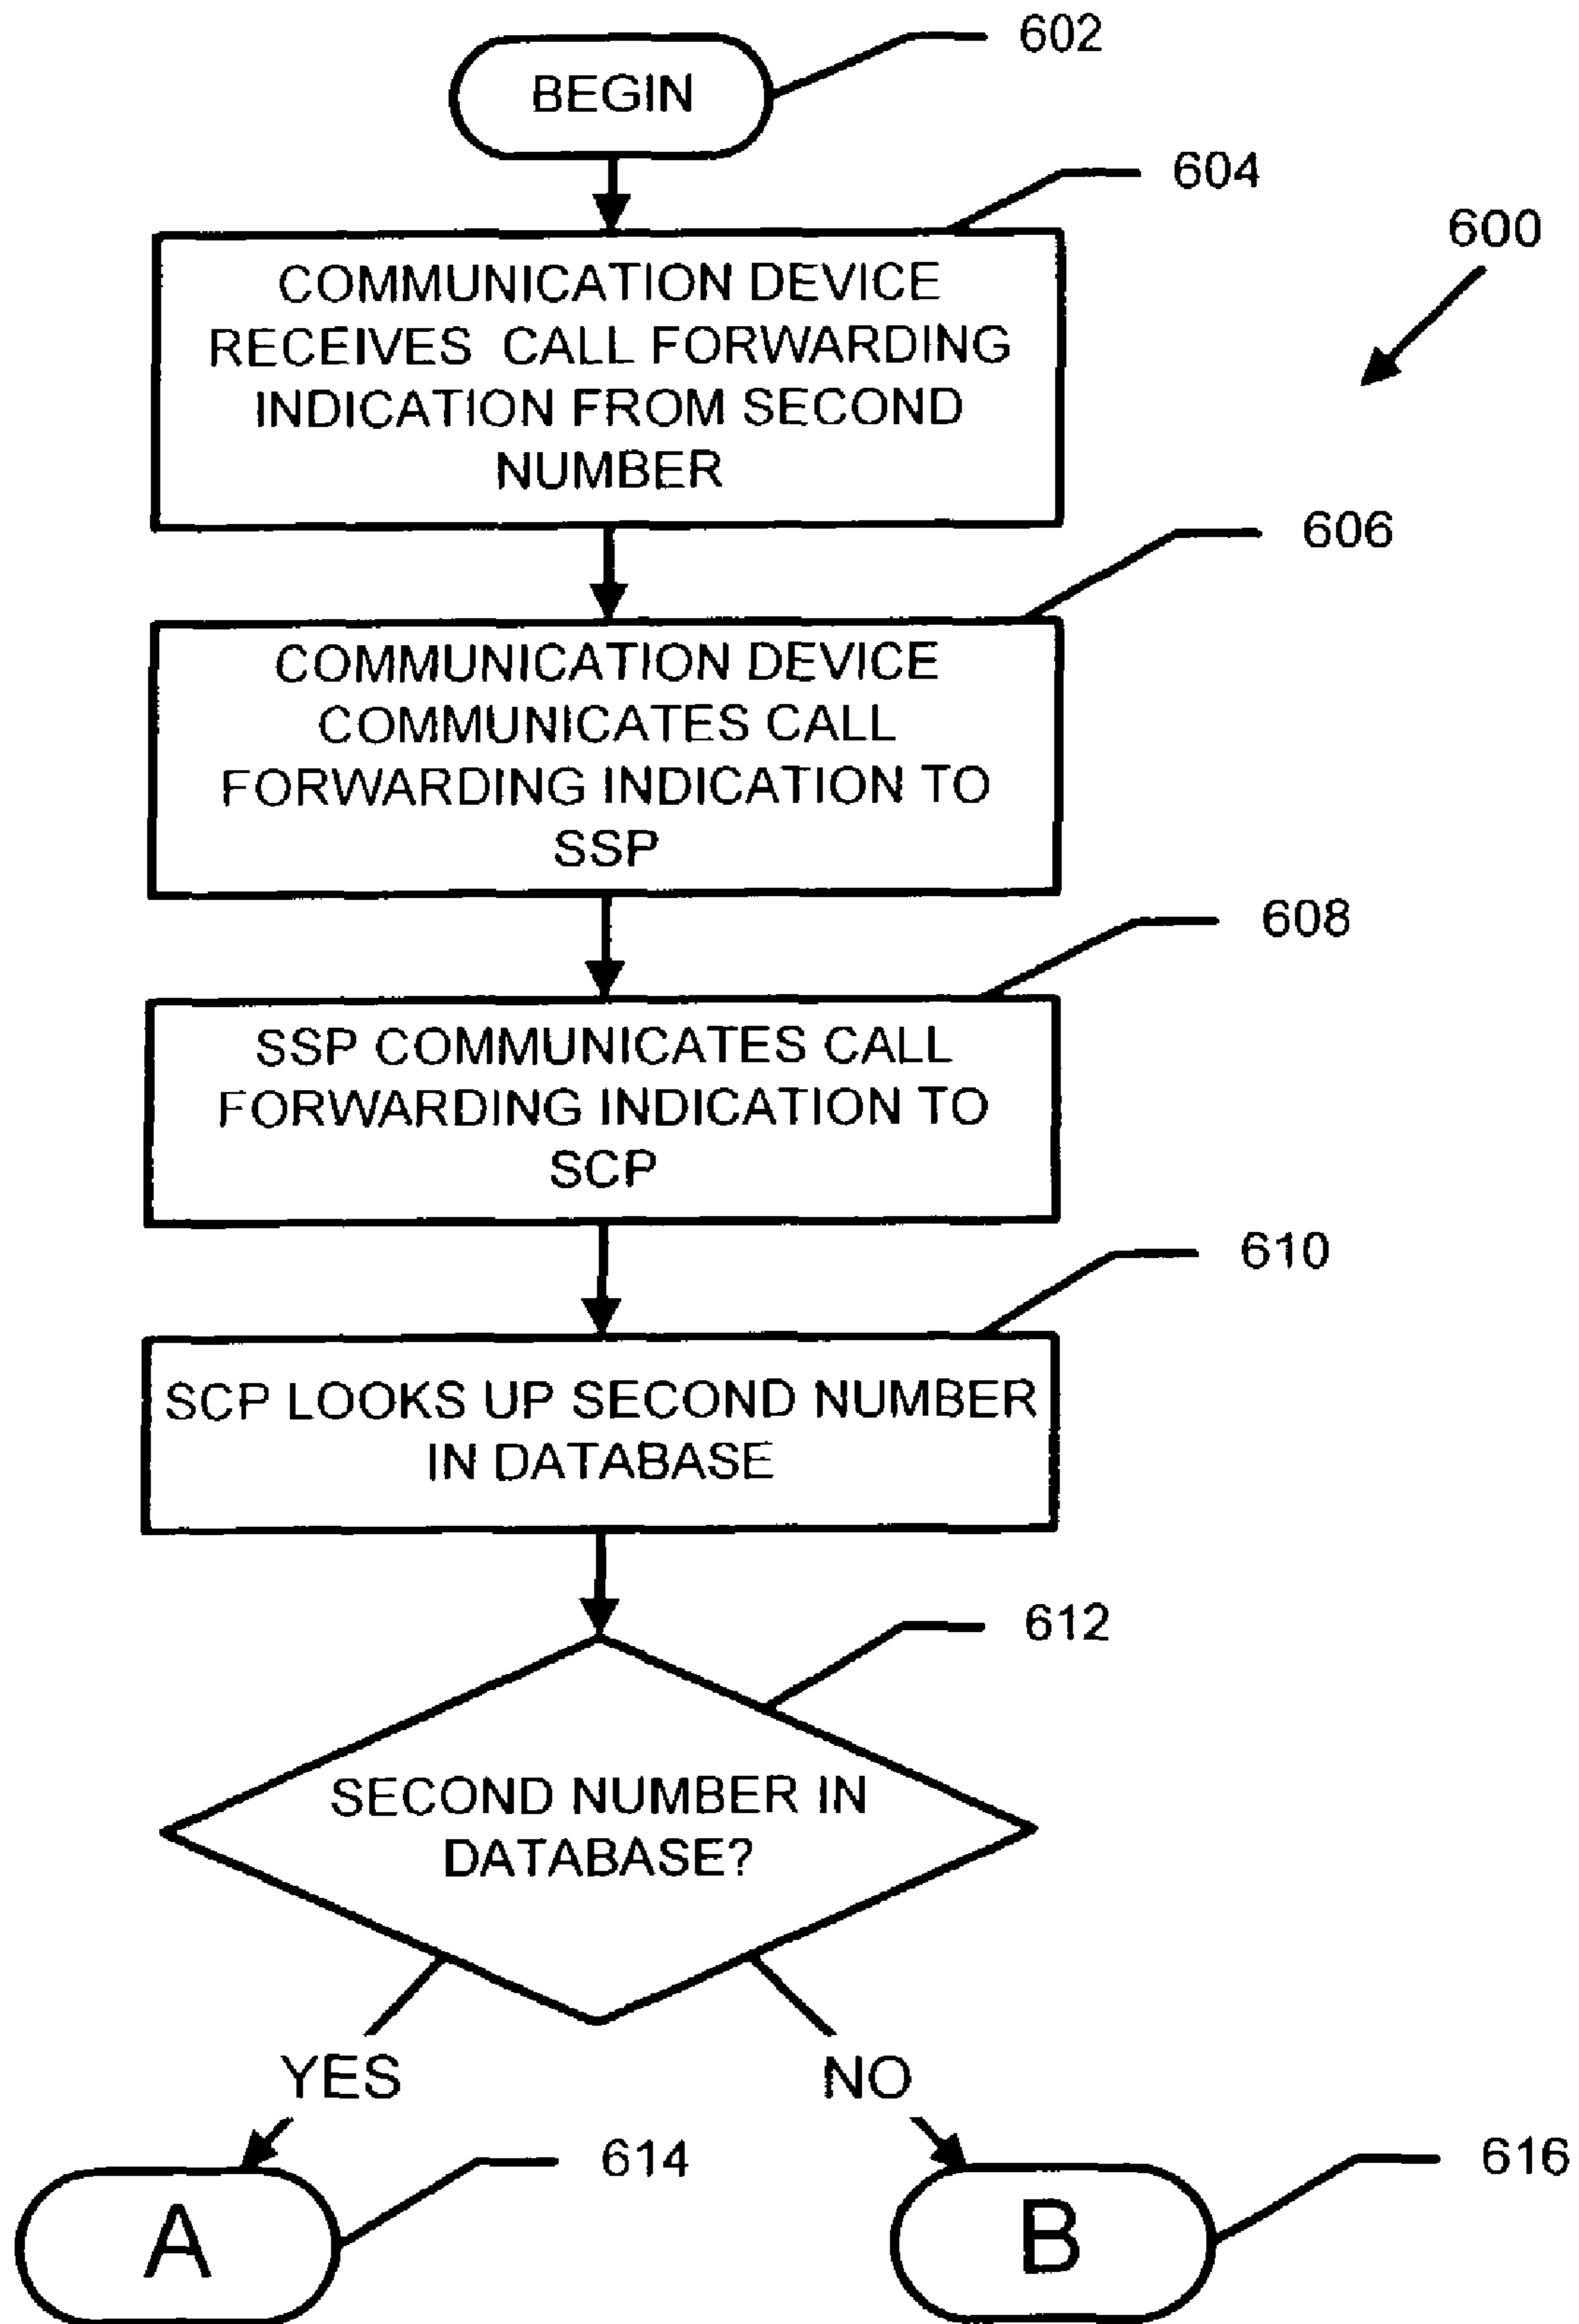 602
BEGIN
604
600
COMMUNICATION DEVICE
RECEIVES CALL FORWARDING
INDICATION FROM SECOND
NUMBER
606
COMMUNICATION DEVICE
COMMUNICATES CALL
FORWARDING INDICATION TO
SSP
608
SSP COMMUNICATES CALL
FORWARDING INDICATION TO
SCP
610
SCP LOOKS UP SECOND NUMBER
IN DATABASE
612
SECOND NUMBER IN
DATABASE?
YES
NO
614
616
A
B